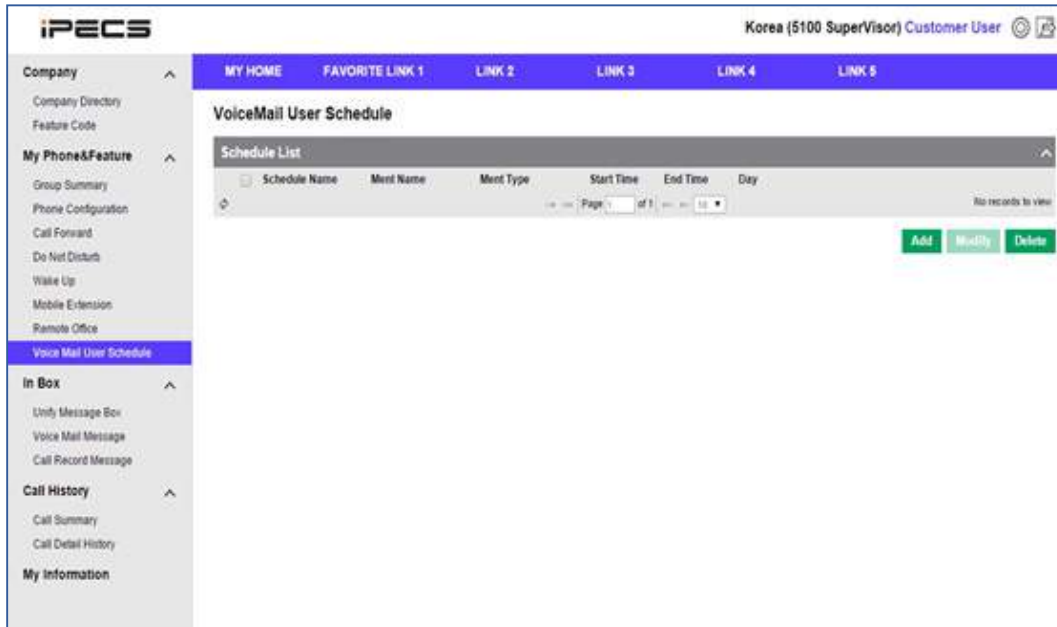 iPECS
Korea (5100 SuperVisor) Customer User
Company
Company Directory
Feature Code
My Phone&Feature
Group Summary
Phone Configuration
Call Forward
Do Not Disturb
Wake Up
Mobile Extension
Remote Office
Voice Mail User Schedule
In Box
Unify Message Box
Voice Mail Message
Call Record Message
Call History
Call Summary
Call Detail History
My Information
MY HOME FAVORITE LINK 1 LINK 2 LINK 3 LINK 4 LINK 5
VoiceMail User Schedule
Schedule List
Schedule Name Ment Name Ment Type Start Time End Time Day
Page 1 of 1 10 No records to view
Add Modify Delete